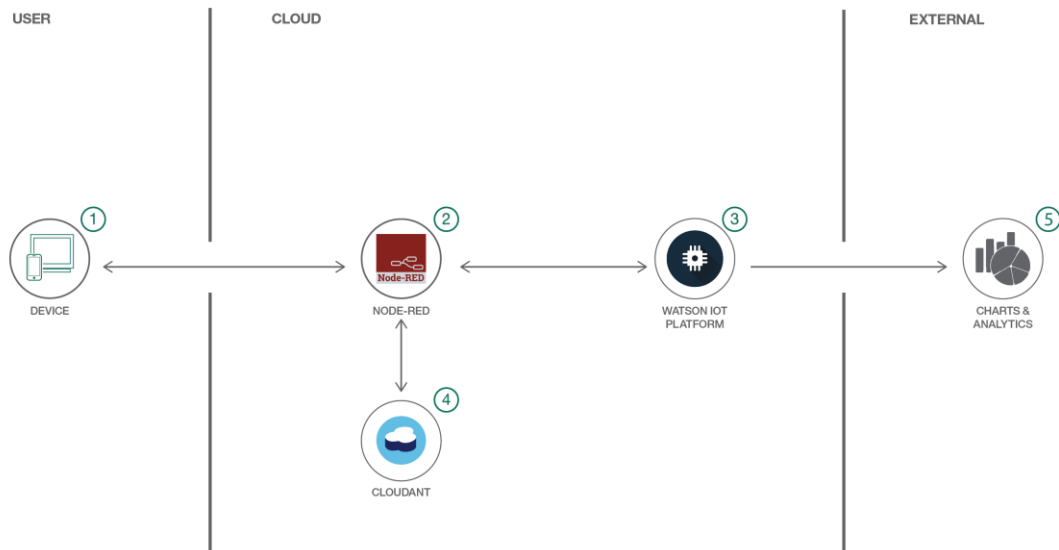 USER
CLOUD
EXTERNAL
1
2
3
5
Node-RED
DEVICE
NODE-RED
WATSON IOT
PLATFORM
CHARTS &
ANALYTICS
4
CLOUDANT